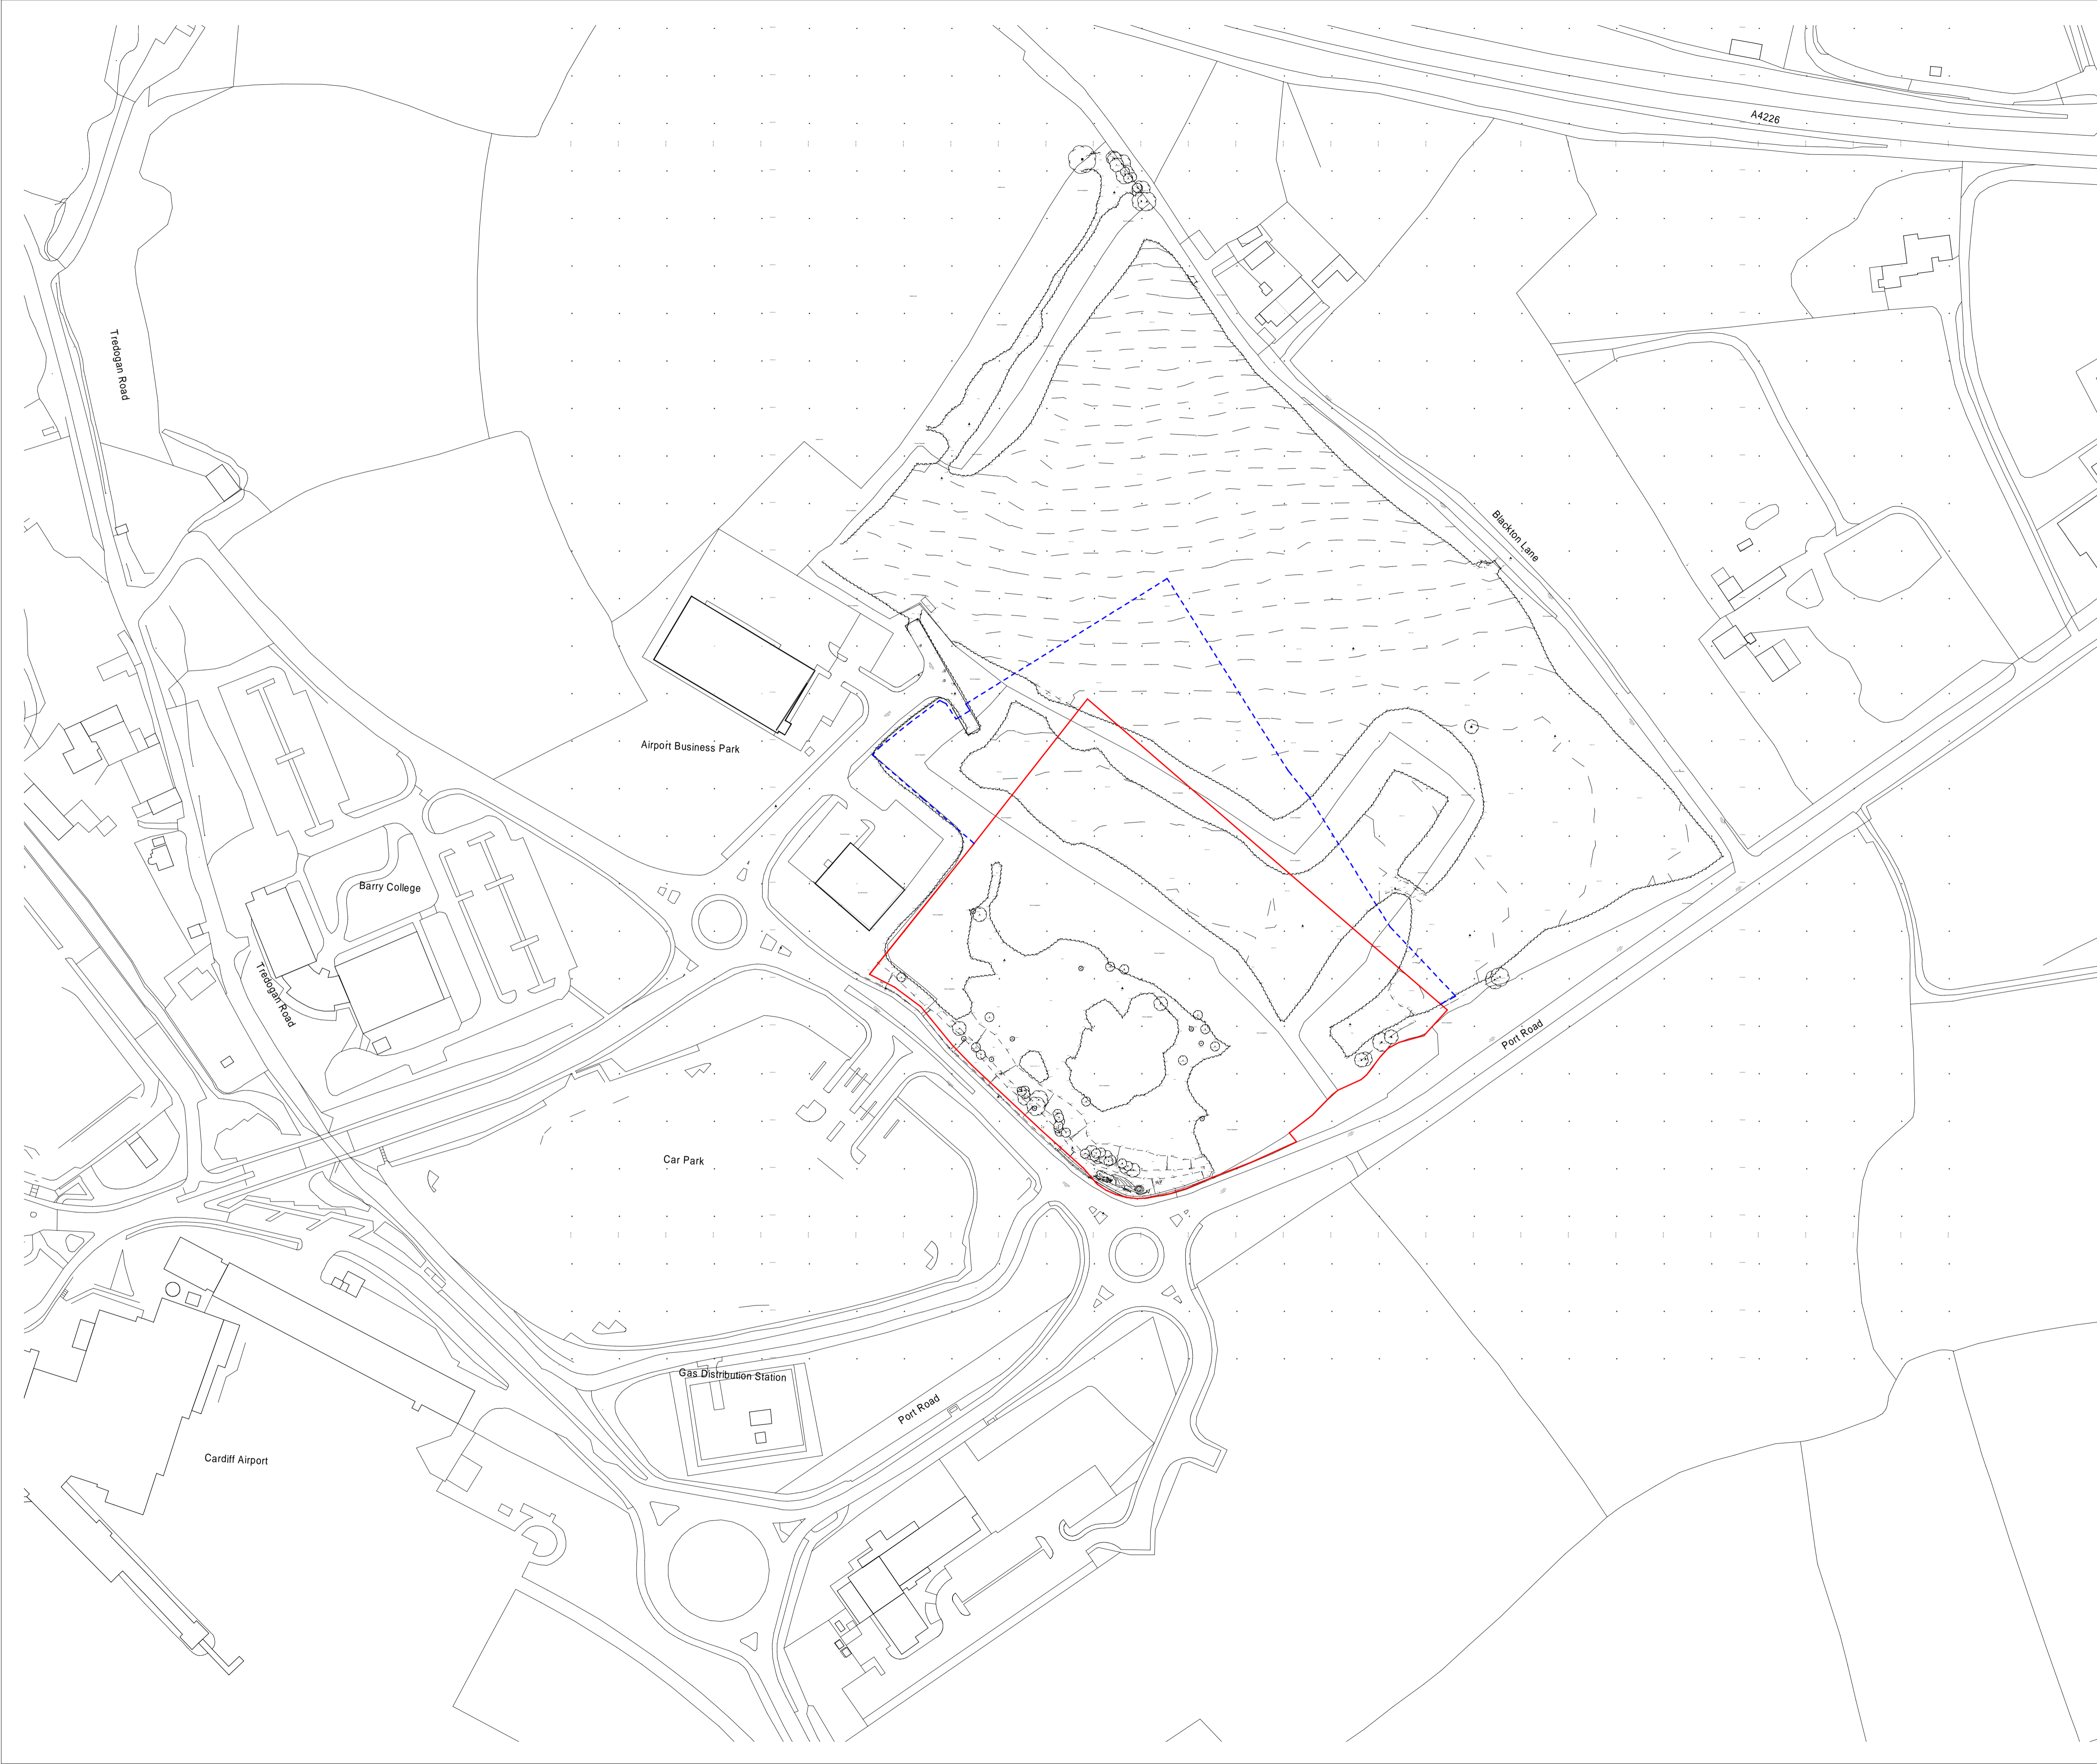 A4226
Tredogan Road
Blackton Lane
Airport Business Park
Barry College
Tredogan Road
Port Road
Car Park
Gas Distribution Station
Port Road
Cardiff Airport